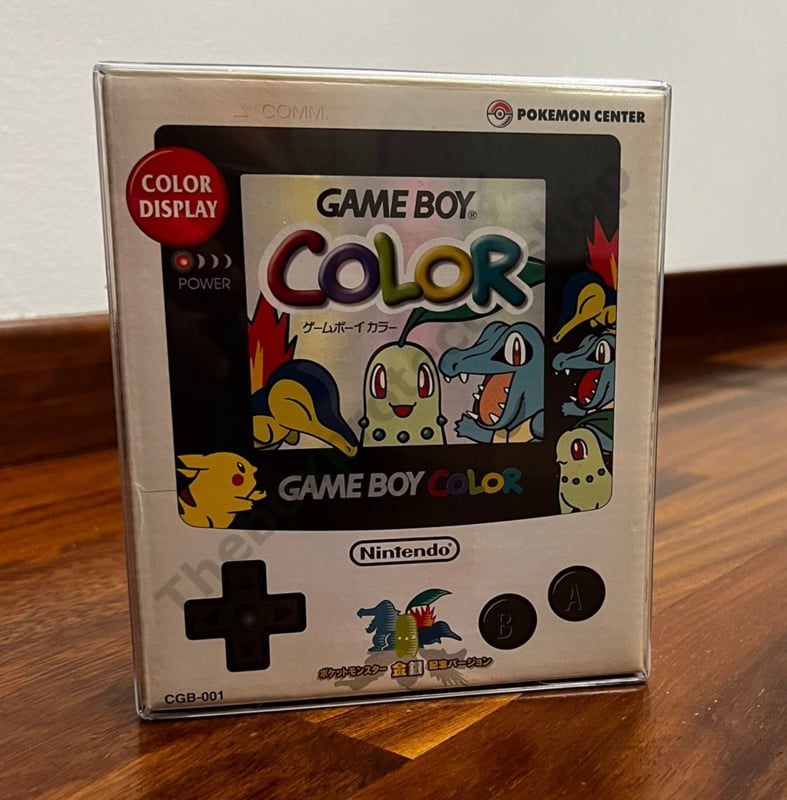 COMM.
POKEMON CENTER
COLOR
DISPLAY
POWER
GAME BOY®
COLOR
ゲームボーイカラー
GAME BOY COLOR
Nintendo®
B
A
ポケットモンスター 金銀 記念バージョン
CGB-001